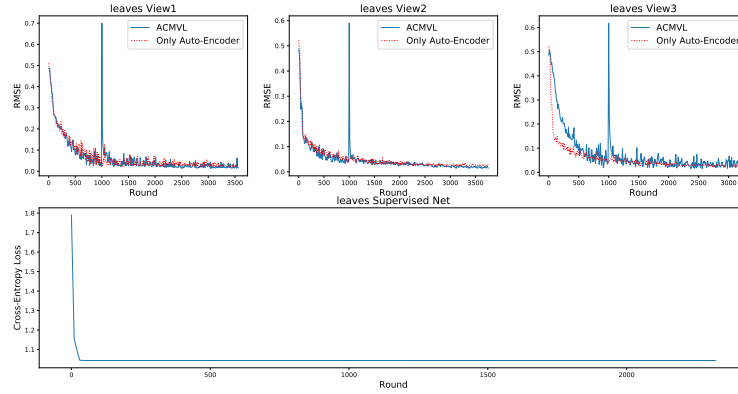 leaves View1
0.7
0.6
0.5
0.4
0.3
0.2
0.1
0.0
RMSE
ACMVL
Only Auto-Encoder
0 500 1000 1500 2000 2500 3000 3500
Round
leaves View2
0.6
0.5
0.4
0.3
0.2
0.1
0.0
RMSE
ACMVL
Only Auto-Encoder
0 500 1000 1500 2000 2500 3000 3500
Round
leaves View3
0.6
0.5
0.4
0.3
0.2
0.1
0.0
RMSE
ACMVL
Only Auto-Encoder
0 500 1000 1500 2000 2500 3000
Round
leaves Supervised Net
1.8
1.7
1.6
1.5
1.4
1.3
1.2
1.1
Cross-Entropy Loss
0 500 1000 1500 2000
Round